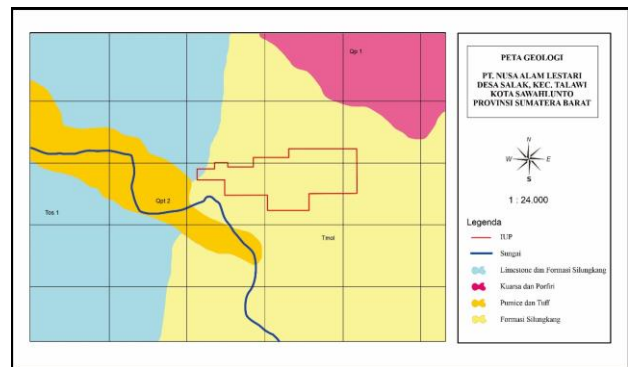 Qp 1
Tos 1
Qpt 2
Tmol
PETA GEOLOGI
PT. NUSA ALAM LESTARI
DESA SALAK, KEC. TALAWI
KOTA SAWAHLUNTO
PROVINSI SUMATERA BARAT
N
W
E
S
1 : 24.000
Legenda
IUP
Sungai
Limestone dan Formasi Silungkang
Kuarsa dan Porfiri
Pumice dan Tuff
Formasi Silungkang